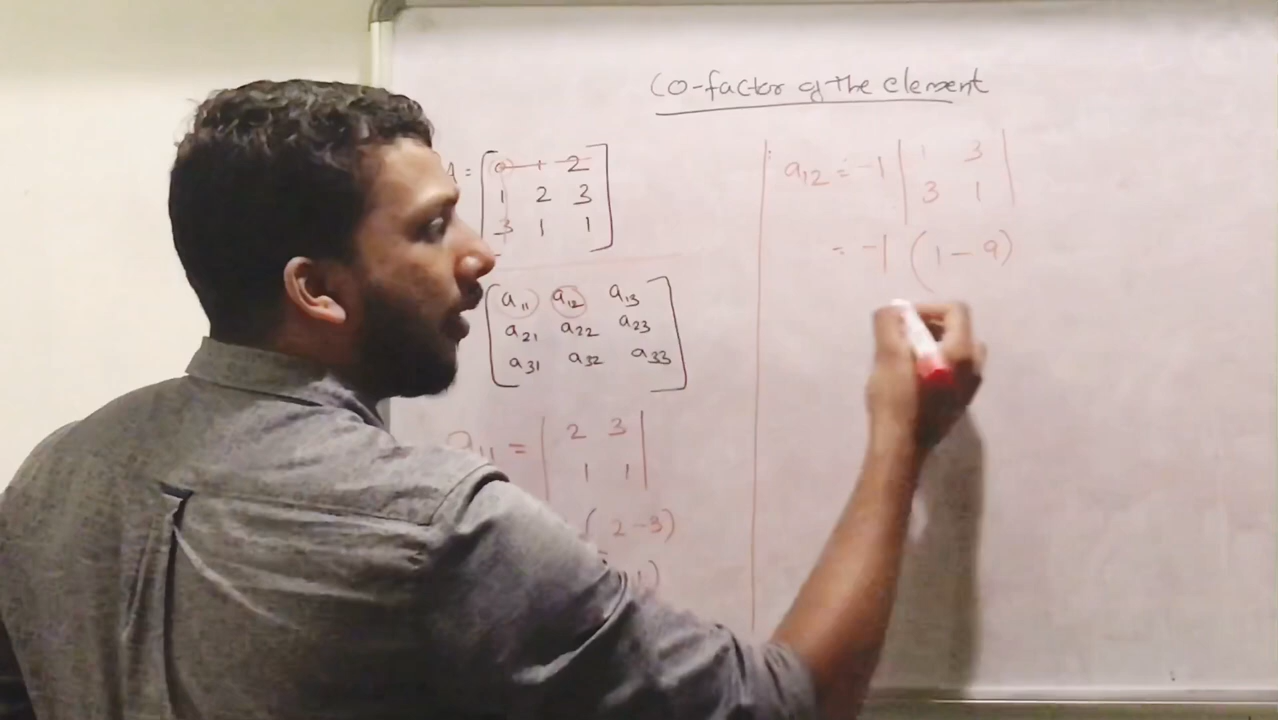 Co-factor of the element
A = [ 0 1 2
1 2 3
3 1 1 ]
[ a11 a12 a13
a21 a22 a23
a31 a32 a33 ]
a11 = | 2 3 |
| 1 1 |
( 2 - 3 )
1)
a12 = -1 | 1 3 |
| 3 1 |
= -1 ( 1 - 9 )